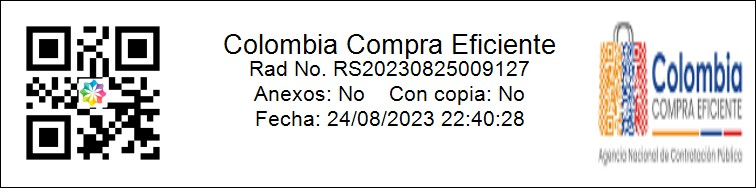 Colombia Compra Eficiente
Rad No. RS20230825009127
Anexos: No    Con copia: No
Fecha: 24/08/2023 22:40:28
Colombia
COMPRA EFICIENTE
Agencia Nacional de Contratación Pública